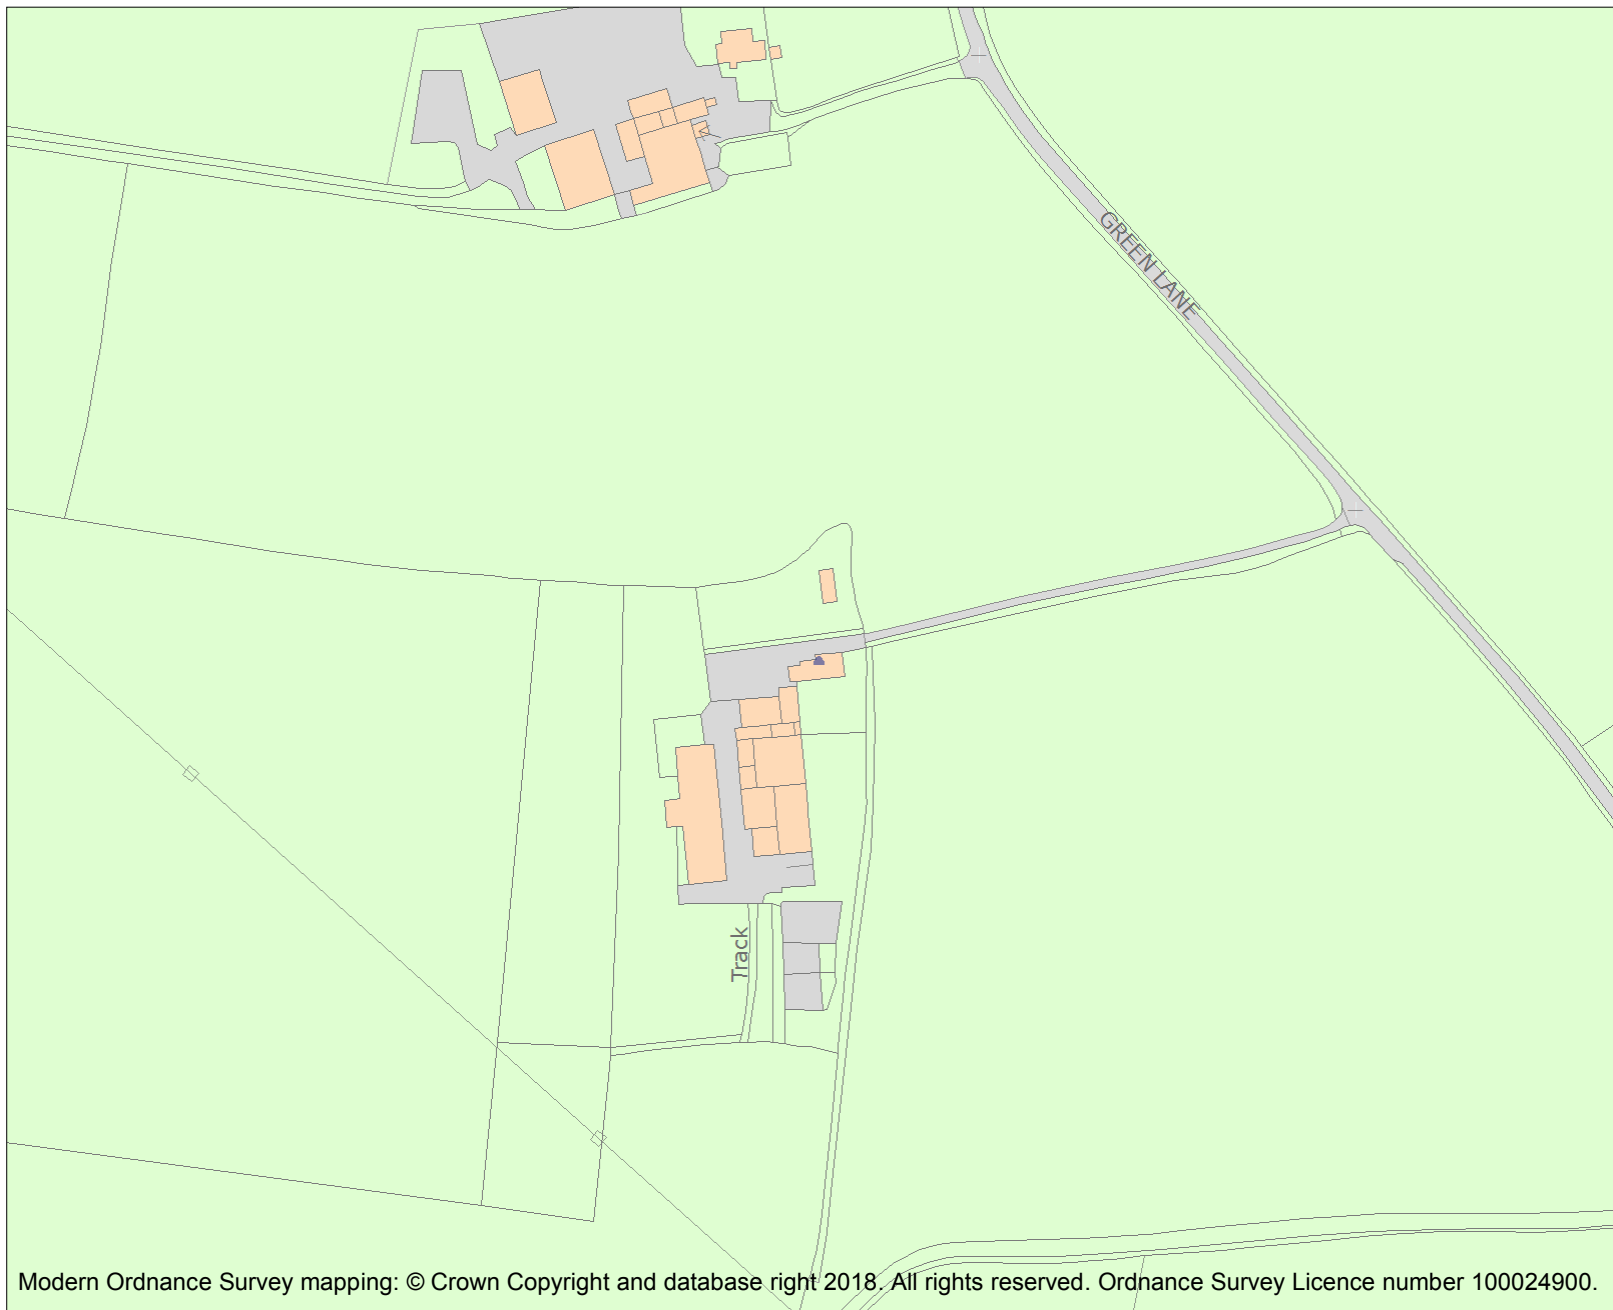 GREEN LANE
Track
Modern Ordnance Survey mapping: © Crown Copyright and database right 2018. All rights reserved. Ordnance Survey Licence number 100024900.